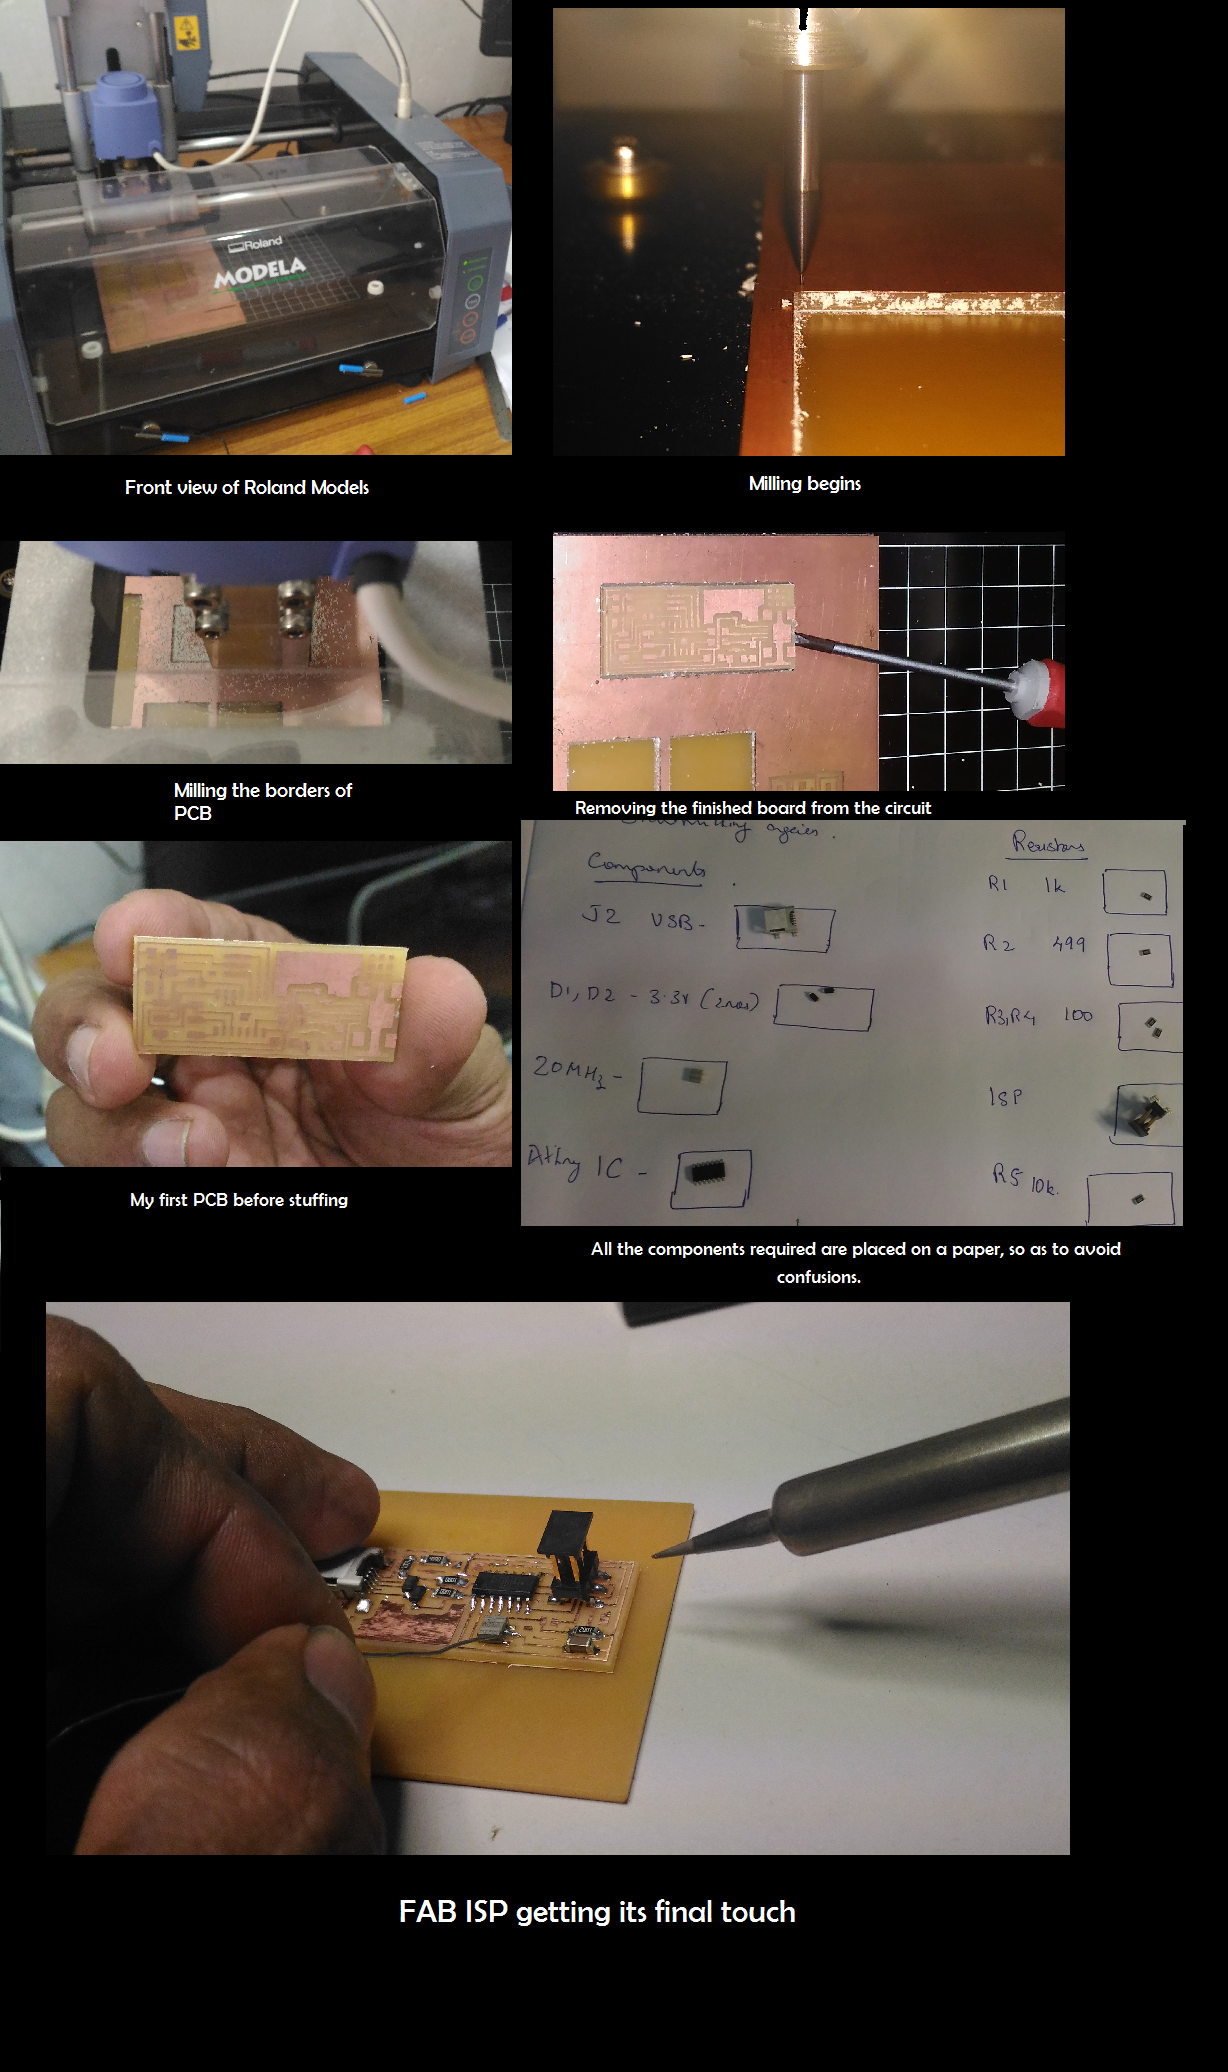 Roland
MODELA
Front view of Roland Models
Milling begins
Milling the borders of
PCB
Removing the finished board from the circuit
Components
J2 USB-
D1, D2 - 3.3V (2nos)
20MHz -
IC -
Resistors
R1 1k
R2 499
R3,R4 100
ISP
R5 10k.
My first PCB before stuffing
All the components required are placed on a paper, so as to avoid
confusions.
FAB ISP getting its final touch